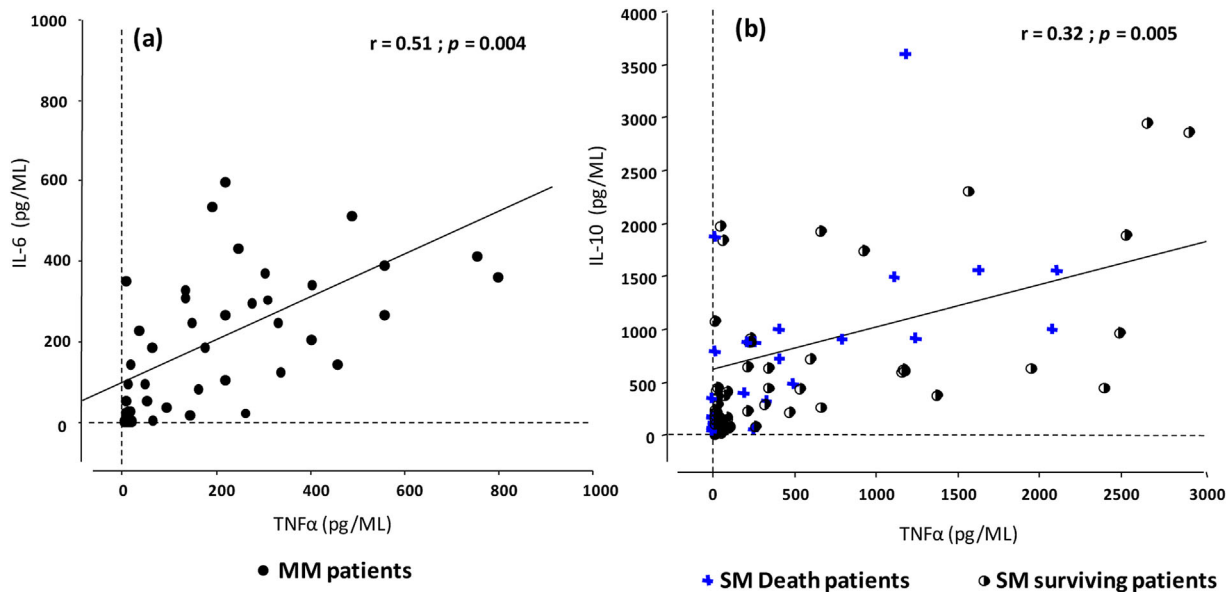 (a)
r = 0.51 ; p = 0.004
1000
800
600
400
200
0
IL-6 (pg/ML)
0 200 400 600 800 1000
TNFα (pg/ML)
MM patients
(b)
r = 0.32 ; p = 0.005
4000
3500
3000
2500
2000
1500
1000
500
0
IL-10 (pg/ML)
0 500 1000 1500 2000 2500 3000
TNFα (pg/ML)
SM Death patients
SM surviving patients